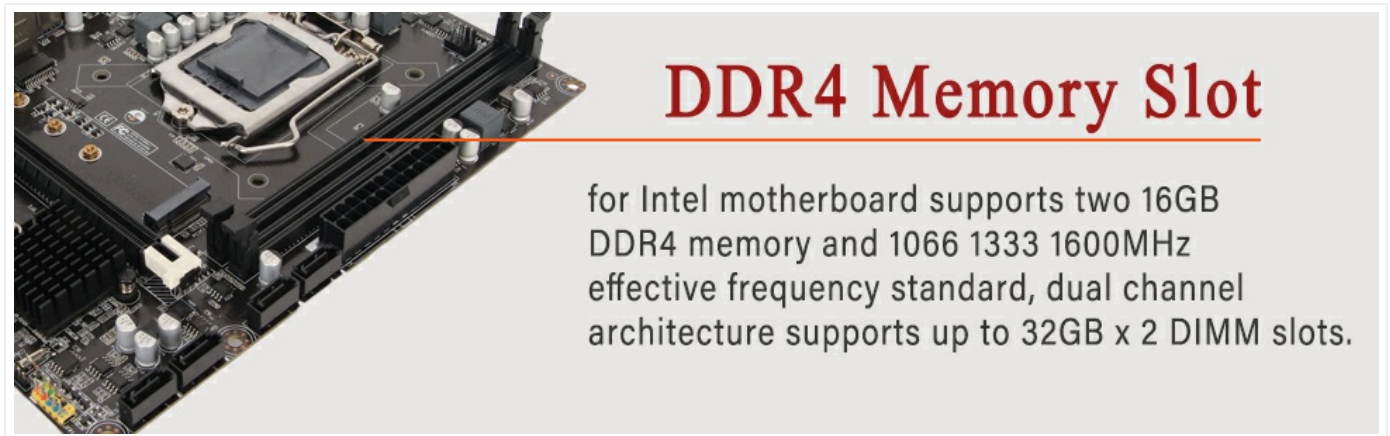 DDR4 Memory Slot
for Intel motherboard supports two 16GB
DDR4 memory and 1066 1333 1600MHz
effective frequency standard, dual channel
architecture supports up to 32GB x 2 DIMM slots.